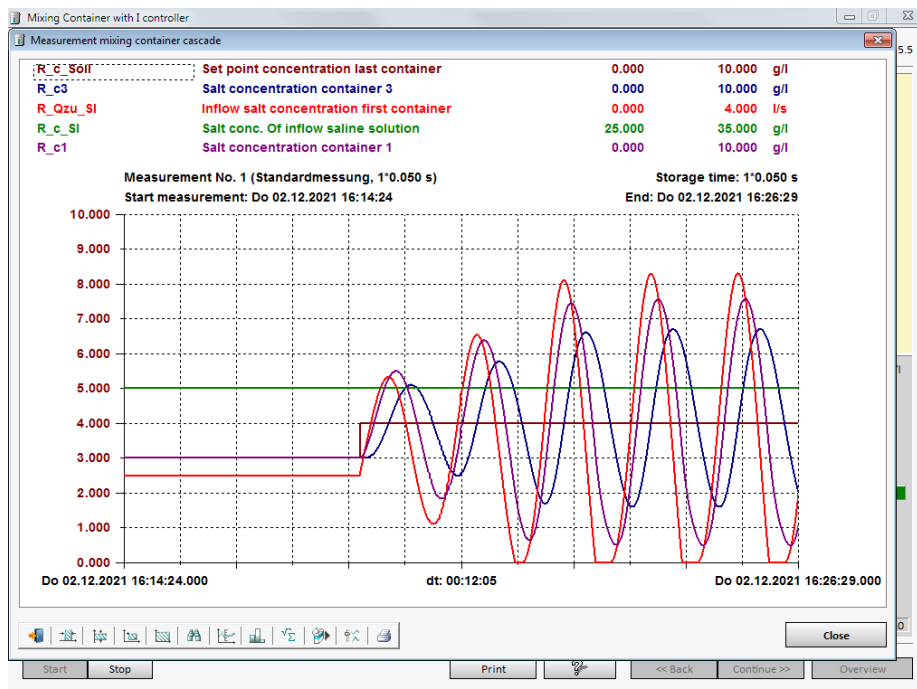 Mixing Container with I controller
Measurement mixing container cascade
5.5
R_c_Soll Set point concentration last container 0.000 10.000 g/l
R_c3 Salt concentration container 3 0.000 10.000 g/l
R_Qzu_Sl Inflow salt concentration first container 0.000 4.000 l/s
R_c_Sl Salt conc. Of inflow saline solution 25.000 35.000 g/l
R_c1 Salt concentration container 1 0.000 10.000 g/l
Measurement No. 1 (Standardmessung, 1*0.050 s) Storage time: 1*0.050 s
Start measurement: Do 02.12.2021 16:14:24 End: Do 02.12.2021 16:26:29
10.000
9.000
8.000
7.000
6.000
5.000
4.000
3.000
2.000
1.000
0.000
Do 02.12.2021 16:14:24.000 dt: 00:12:05 Do 02.12.2021 16:26:29.000
Close
Start Stop Print << Back Continue >> Overview